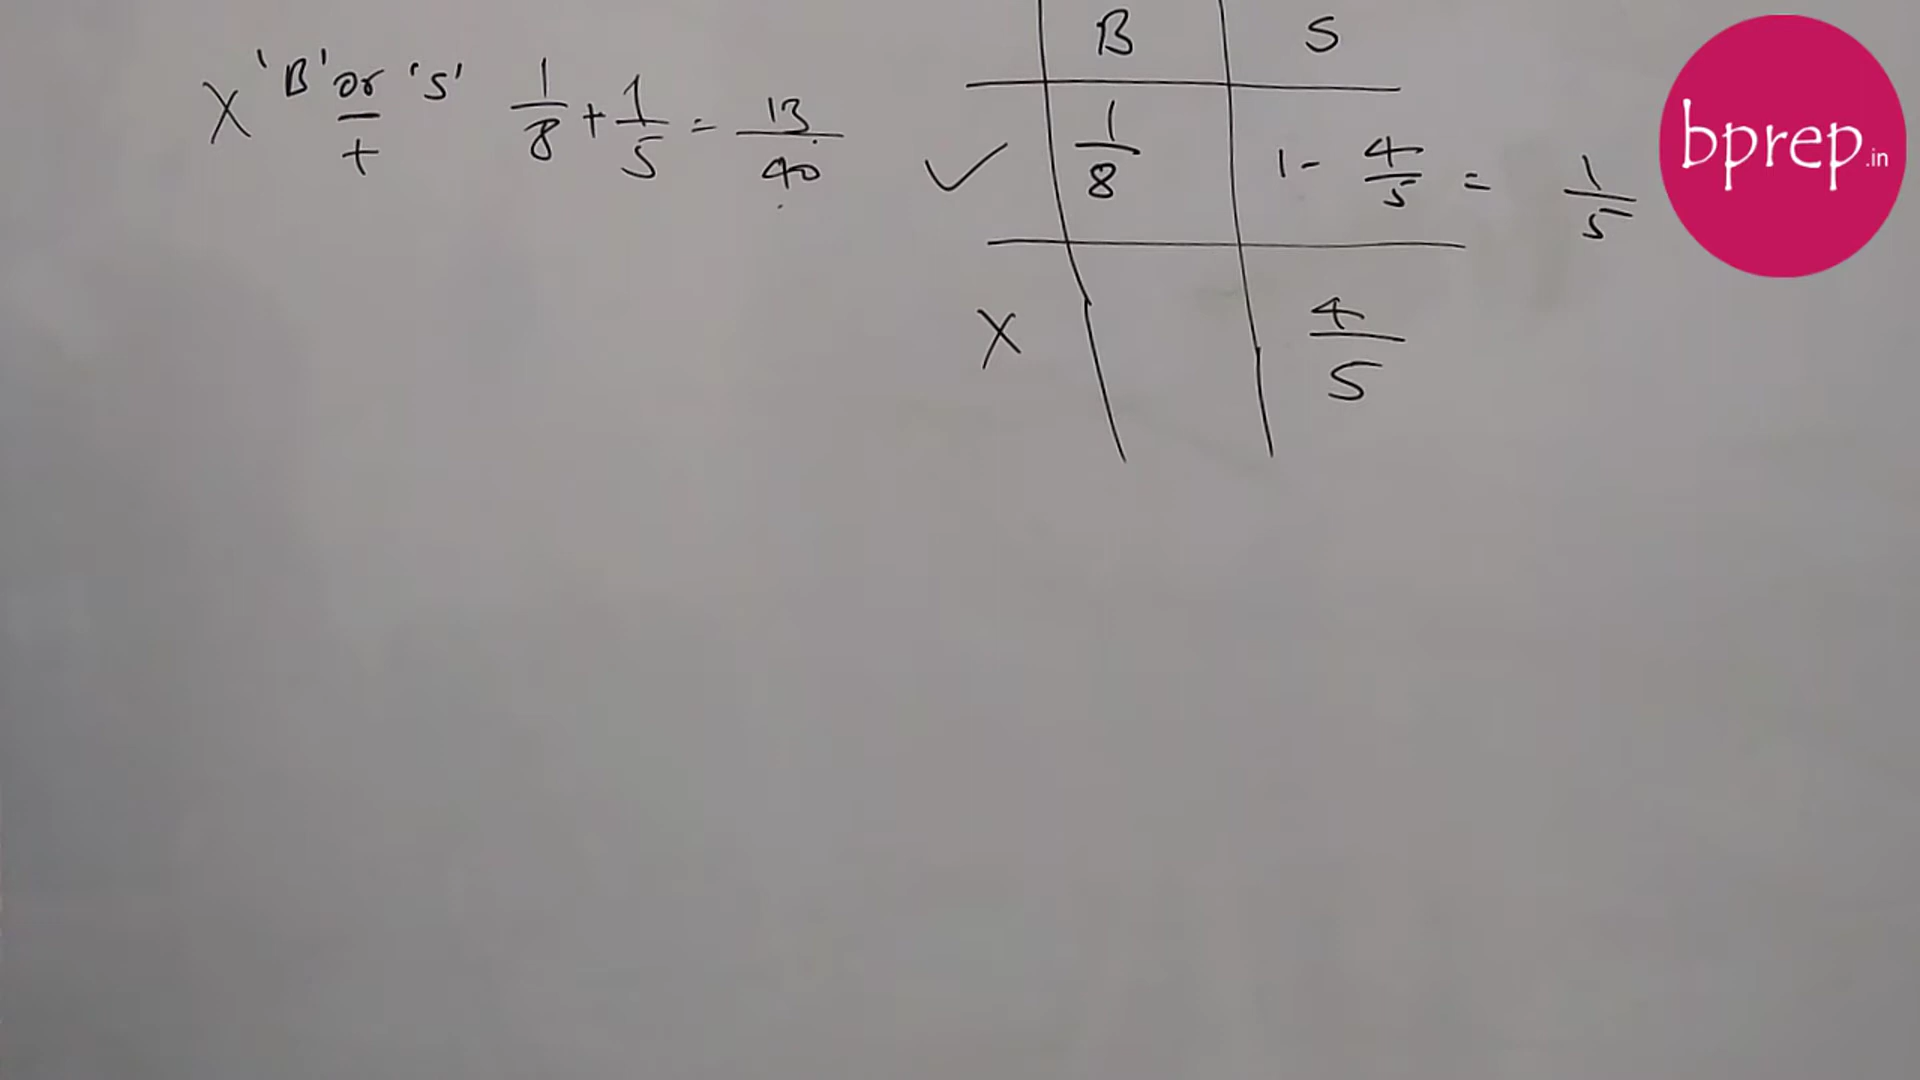 X 'B' or 'S' 1/8 + 1/5 = 13/40
+
B S
✓ 1/8 1 - 4/5 = 1/5
X 4/5
bprep.in